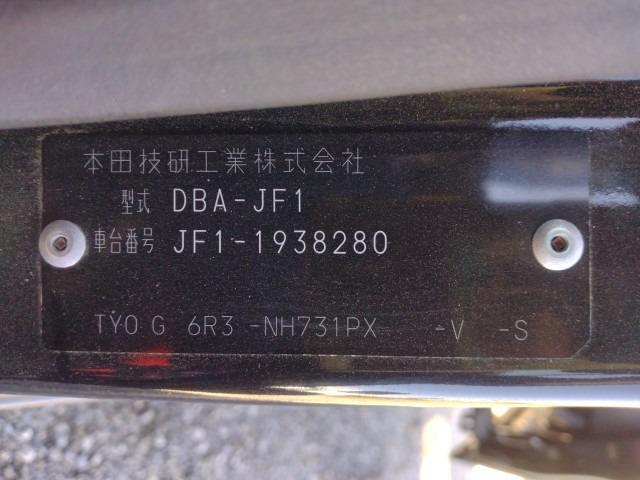 本田技研工業株式会社
型式 DBA-JF1
車台番号 JF1-1938280
TYO G 6R3 -NH731PX -V -S